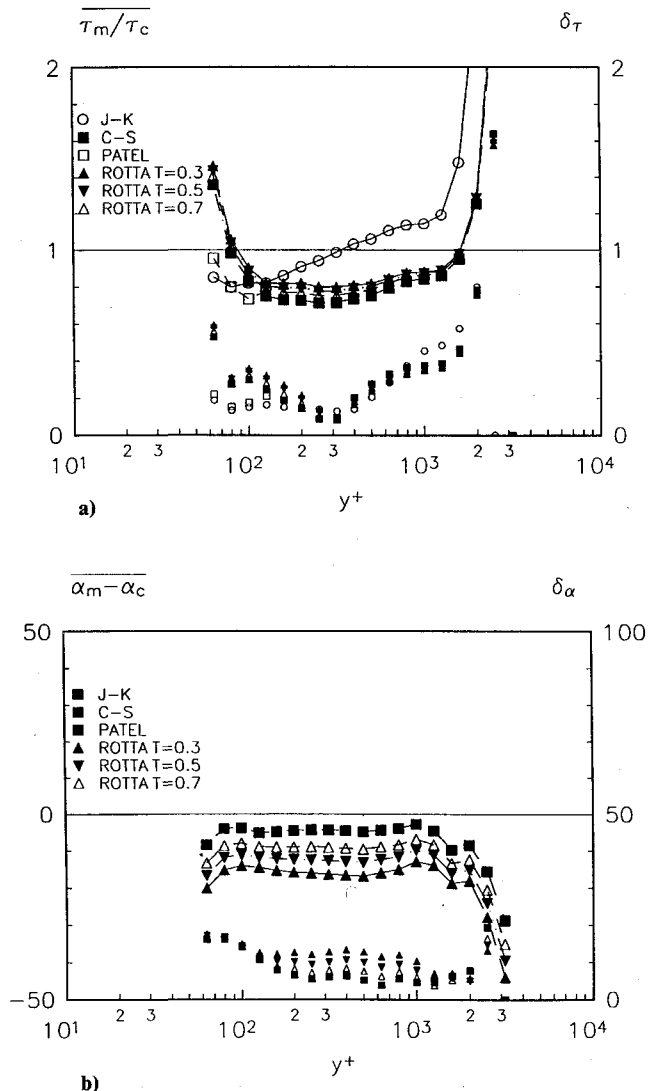 τm/τc δτ
2 2
J-K
C-S
PATEL
ROTTA T=0.3
ROTTA T=0.5
ROTTA T=0.7
1 1
0 0
10¹ 2 3 10² 2 3 10³ 2 3 10⁴
y+
a)
αm-αc δα
50 100
J-K
C-S
PATEL
ROTTA T=0.3
ROTTA T=0.5
ROTTA T=0.7
0 50
-50 0
10¹ 2 3 10² 2 3 10³ 2 3 10⁴
y+
b)